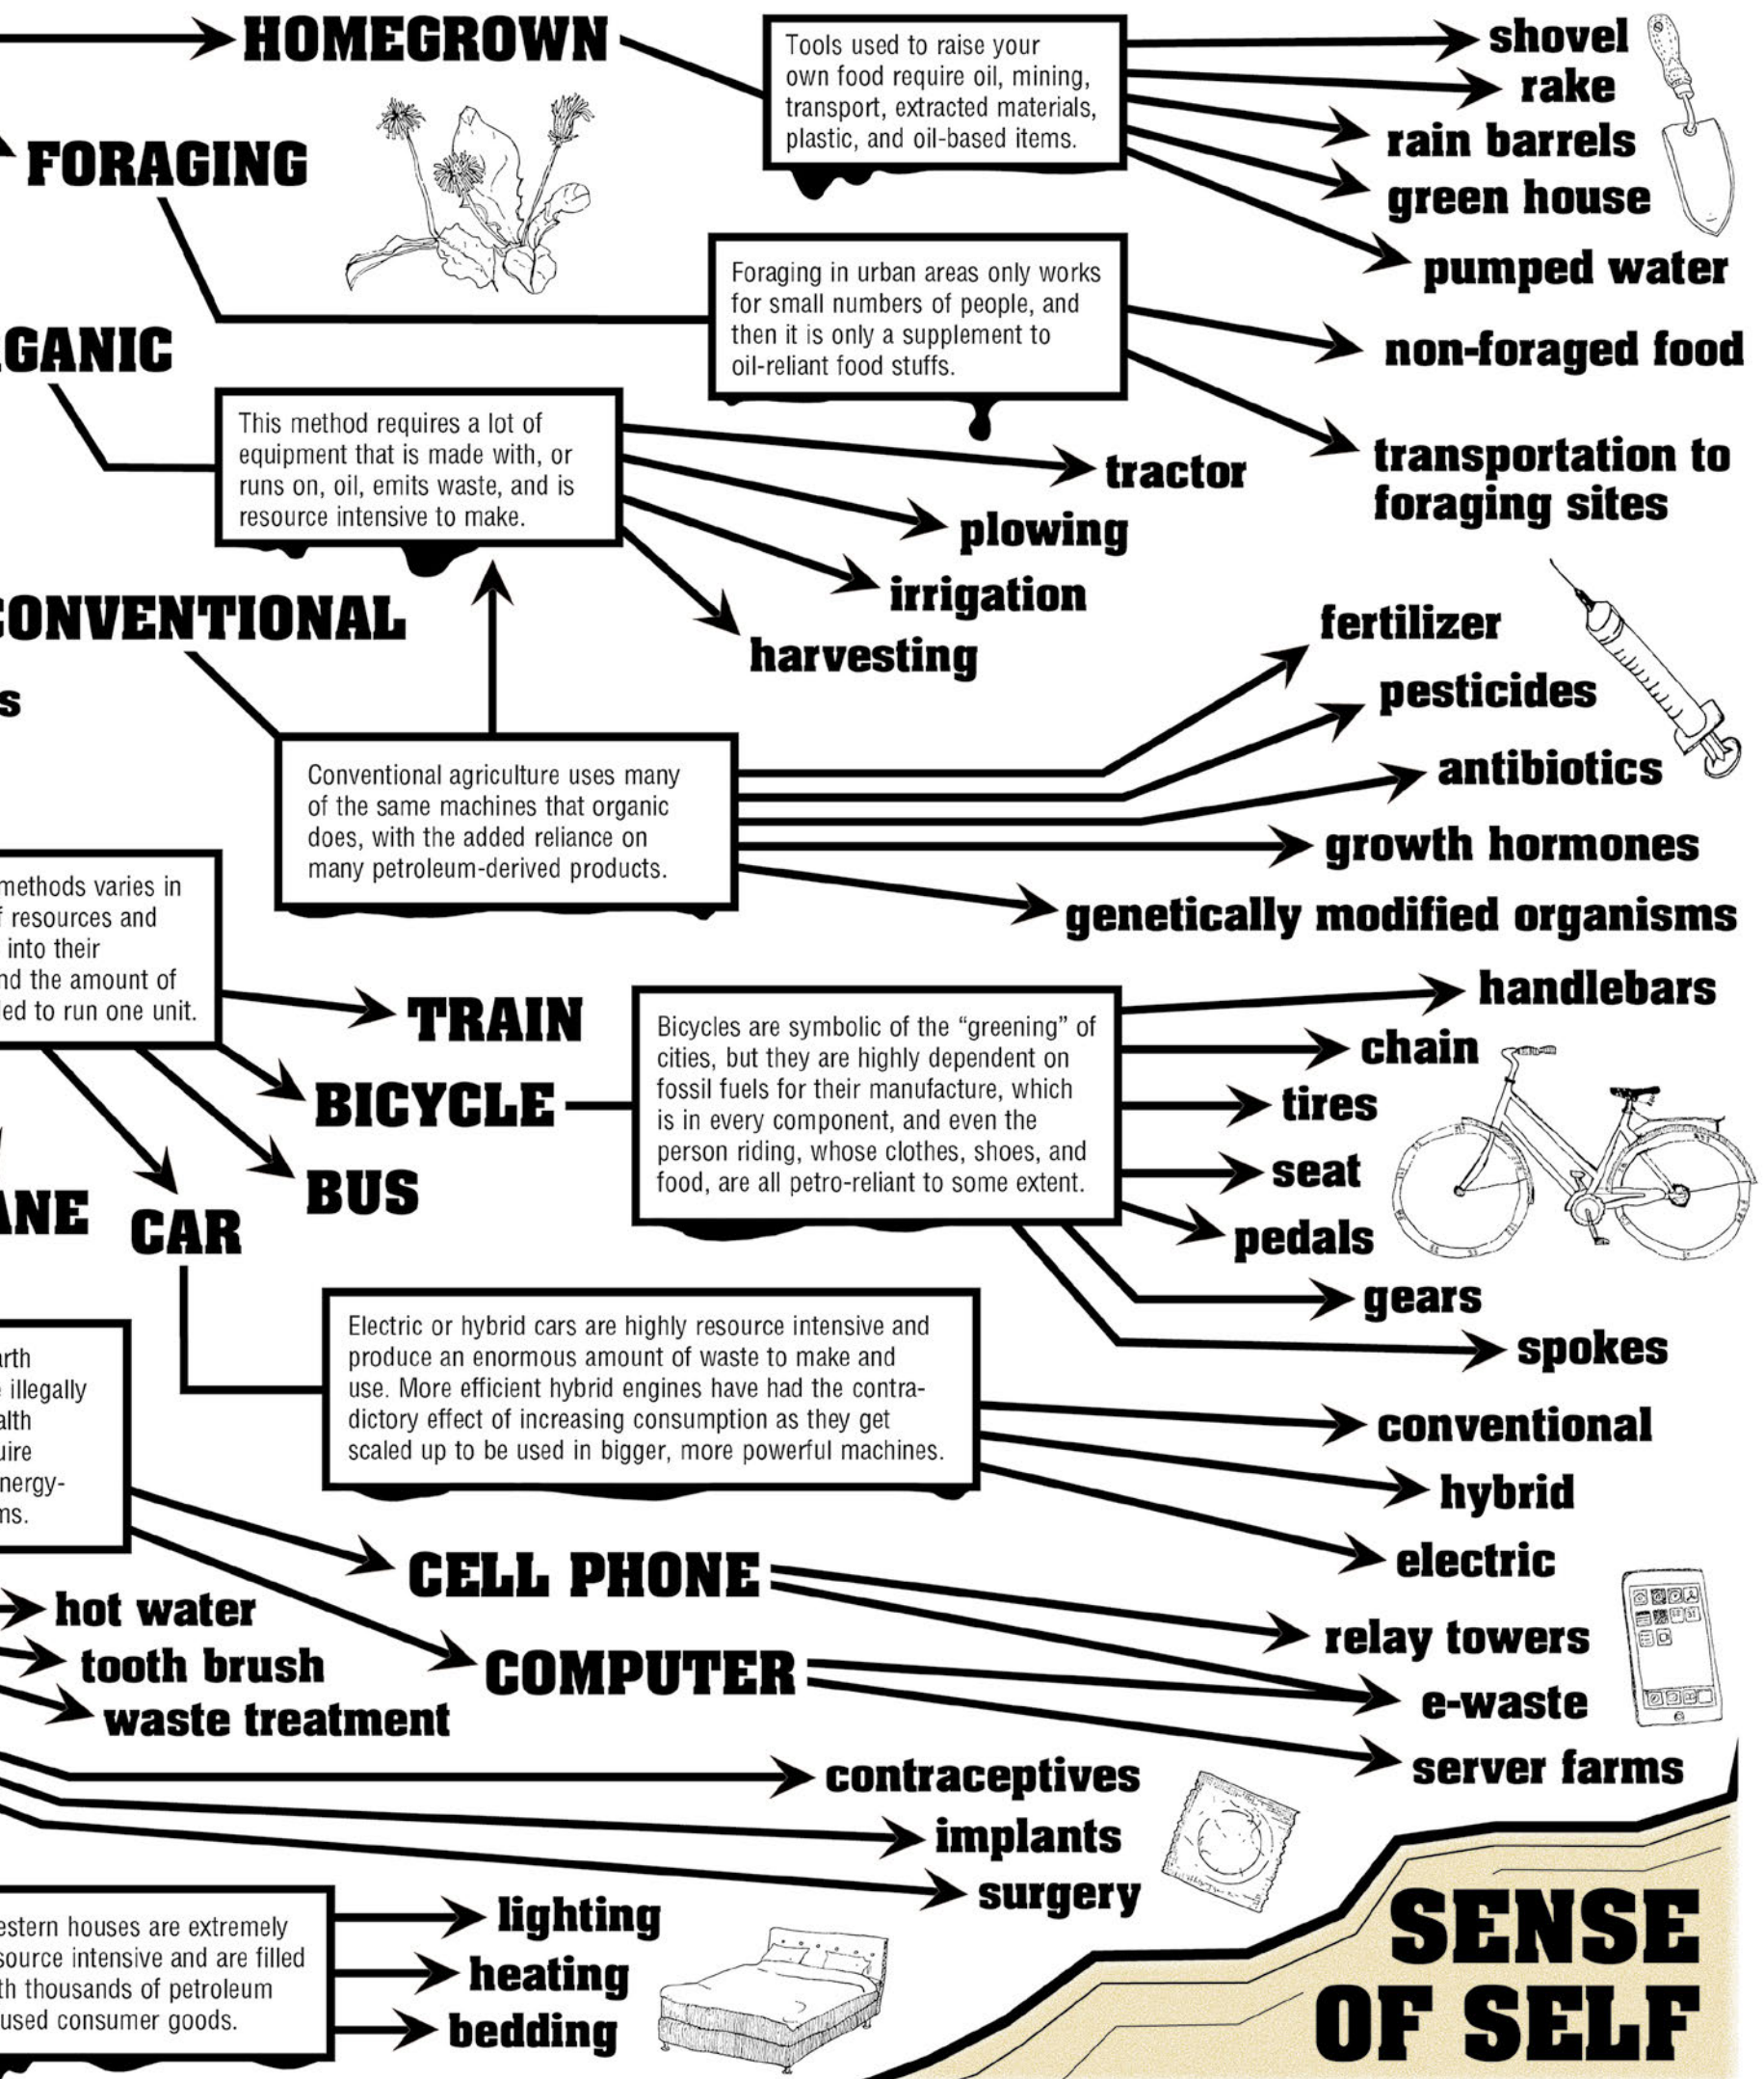 HOMEGROWN
Tools used to raise your
own food require oil, mining,
transport, extracted materials,
plastic, and oil-based items.
shovel
rake
rain barrels
green house
pumped water
FORAGING
Foraging in urban areas only works
for small numbers of people, and
then it is only a supplement to
oil-reliant food stuffs.
non-foraged food
transportation to
foraging sites
GANIC
This method requires a lot of
equipment that is made with, or
runs on, oil, emits waste, and is
resource intensive to make.
tractor
plowing
irrigation
harvesting
CONVENTIONAL
s
Conventional agriculture uses many
of the same machines that organic
does, with the added reliance on
many petroleum-derived products.
fertilizer
pesticides
antibiotics
growth hormones
genetically modified organisms
methods varies in
f resources and
into their
nd the amount of
ded to run one unit.
TRAIN
BICYCLE
BUS
CAR
ANE
Bicycles are symbolic of the “greening” of
cities, but they are highly dependent on
fossil fuels for their manufacture, which
is in every component, and even the
person riding, whose clothes, shoes, and
food, are all petro-reliant to some extent.
handlebars
chain
tires
seat
pedals
gears
spokes
Electric or hybrid cars are highly resource intensive and
produce an enormous amount of waste to make and
use. More efficient hybrid engines have had the contra-
dictory effect of increasing consumption as they get
scaled up to be used in bigger, more powerful machines.
conventional
hybrid
electric
arth
illegally
alth
uire
nergy-
ms.
CELL PHONE
COMPUTER
relay towers
e-waste
server farms
hot water
tooth brush
waste treatment
contraceptives
implants
surgery
estern houses are extremely
source intensive and are filled
th thousands of petroleum
used consumer goods.
lighting
heating
bedding
SENSE
OF SELF